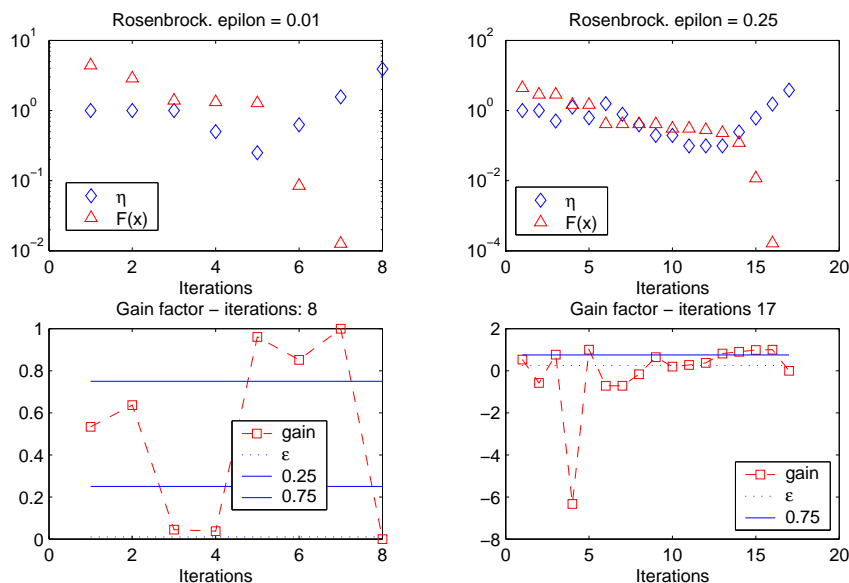 Rosenbrock. epilon = 0.01
10^1
10^0
10^-1
10^-2
0 2 4 6 8
Iterations
η
F(x)
Rosenbrock. epilon = 0.25
10^2
10^0
10^-2
10^-4
0 5 10 15 20
Iterations
η
F(x)
Gain factor − iterations: 8
1
0.8
0.6
0.4
0.2
0
0 2 4 6 8
Iterations
gain
ε
0.25
0.75
Gain factor − iterations 17
2
0
−2
−4
−6
−8
0 5 10 15 20
Iterations
gain
ε
0.75